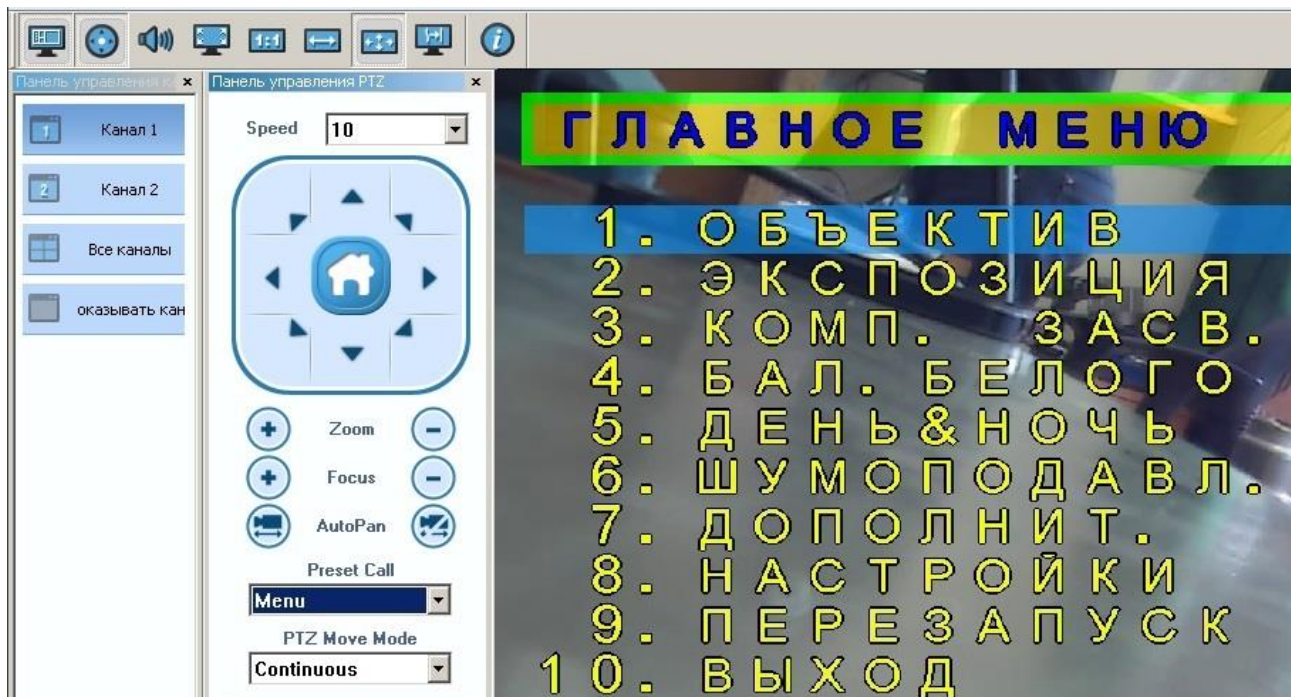 1:1
Панель управления к
Канал 1
Канал 2
Все каналы
оказывать кан
Панель управления PTZ
Speed 10
Zoom
Focus
AutoPan
Preset Call
Menu
PTZ Move Mode
Continuous
ГЛАВНОЕ МЕНЮ
1. ОБЪЕКТИВ
2. ЭКСПОЗИЦИЯ
3. КОМП. ЗАСВ.
4. БАЛ. БЕЛОГО
5. ДЕНЬ&НОЧЬ
6. ШУМОПОДАВЛ.
7. ДОПОЛНИТ.
8. НАСТРОЙКИ
9. ПЕРЕЗАПУСК
10. ВЫХОД